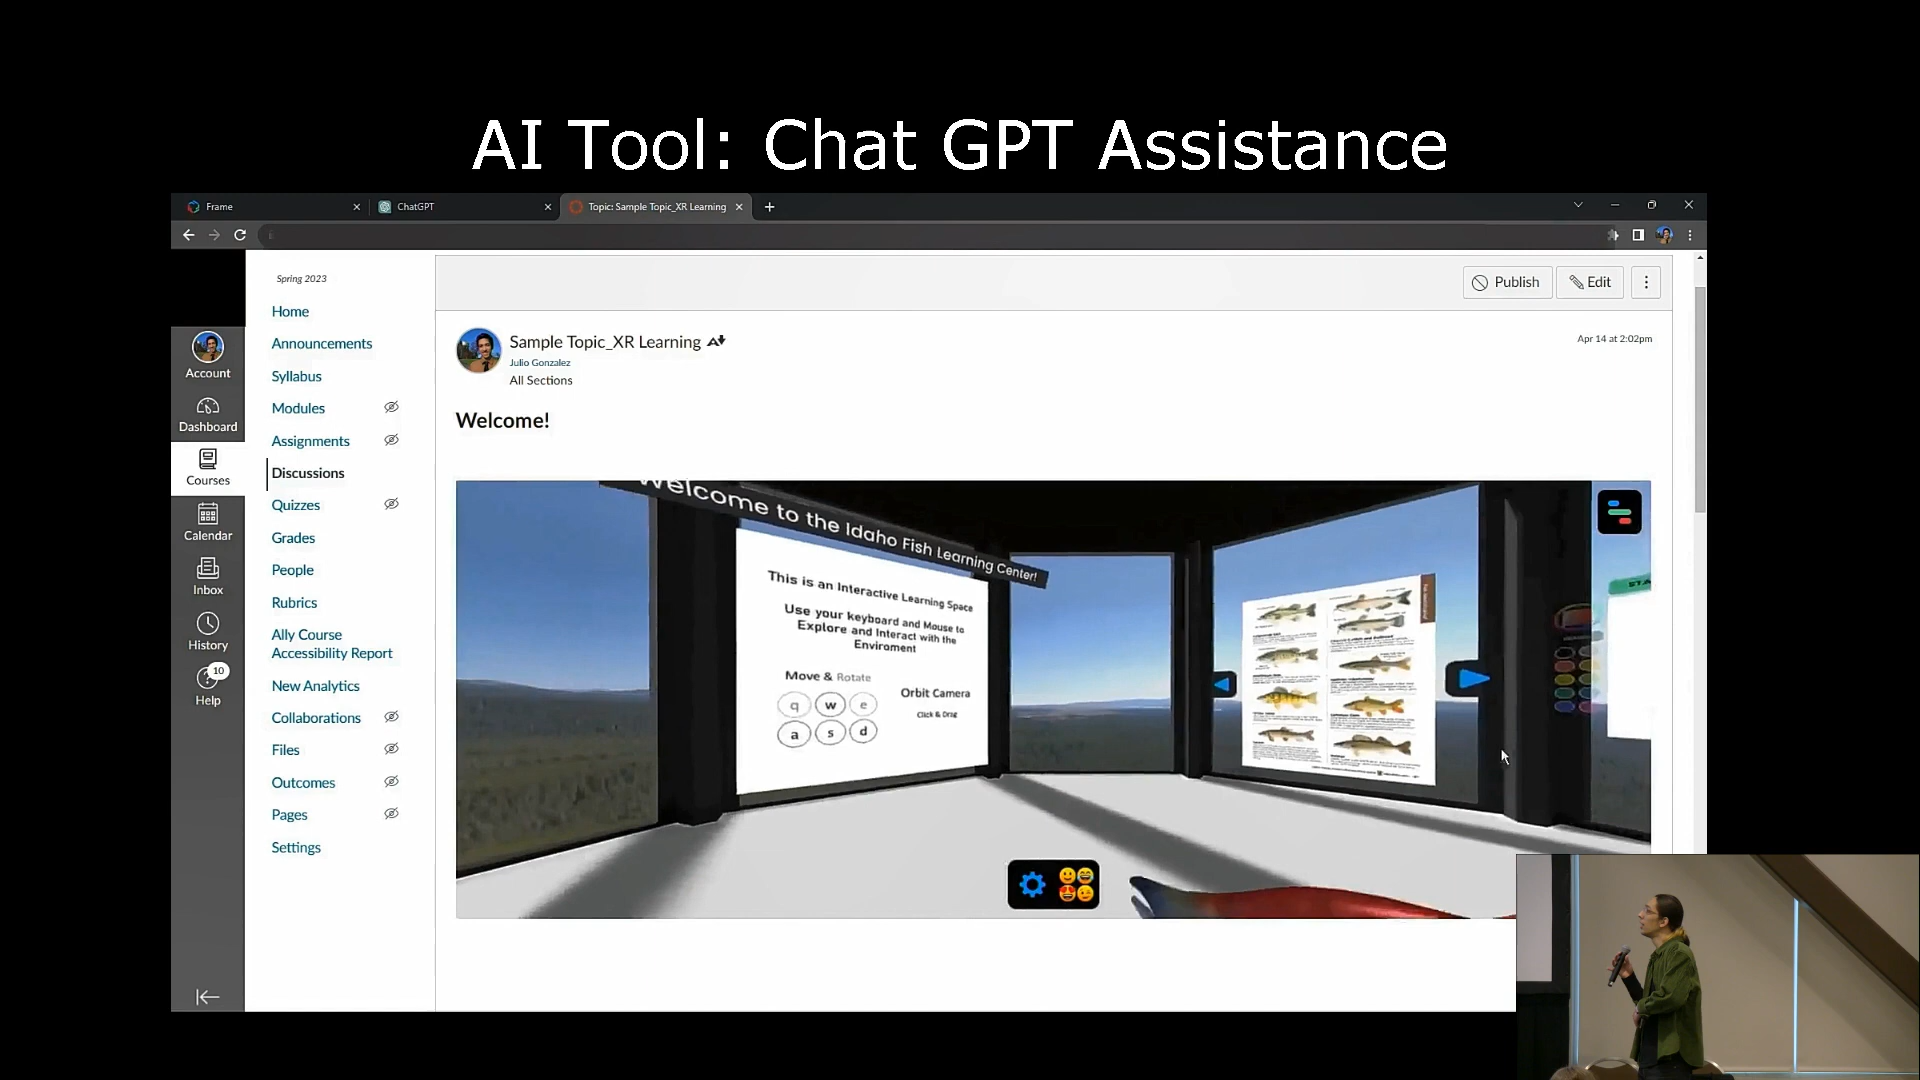 AI Tool: Chat GPT Assistance
Frame
ChatGPT
Topic: Sample Topic_XR Learning
Spring 2023
Home
Announcements
Syllabus
Modules
Assignments
Discussions
Quizzes
Grades
People
Rubrics
Ally Course
Accessibility Report
New Analytics
Collaborations
Files
Outcomes
Pages
Settings
Account
Dashboard
Courses
Calendar
Inbox
History
10
Help
Publish
Edit
Sample Topic_XR Learning
Julio Gonzalez
All Sections
Apr 14 at 2:02pm
Welcome!
Welcome to the Idaho Fish Learning Center!
This is an Interactive Learning Space
Use your keyboard and Mouse to
Explore and Interact with the
Enviroment
Move & Rotate
q w e
a s d
Orbit Camera
Click & Drag